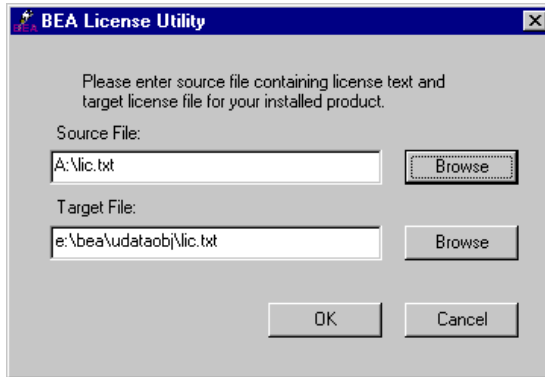 BEA License Utility
Please enter source file containing license text and
target license file for your installed product.
Source File:
A:\lic.txt
Browse
Target File:
e:\bea\udataobj\lic.txt
Browse
OK
Cancel